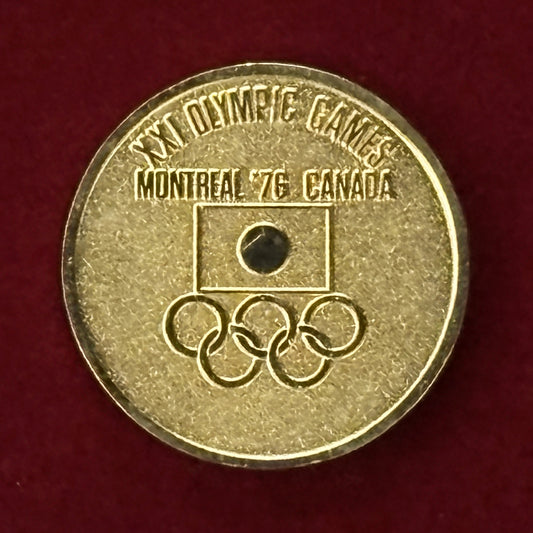 XXI OLYMPIC GAMES
MONTREAL '76 CANADA